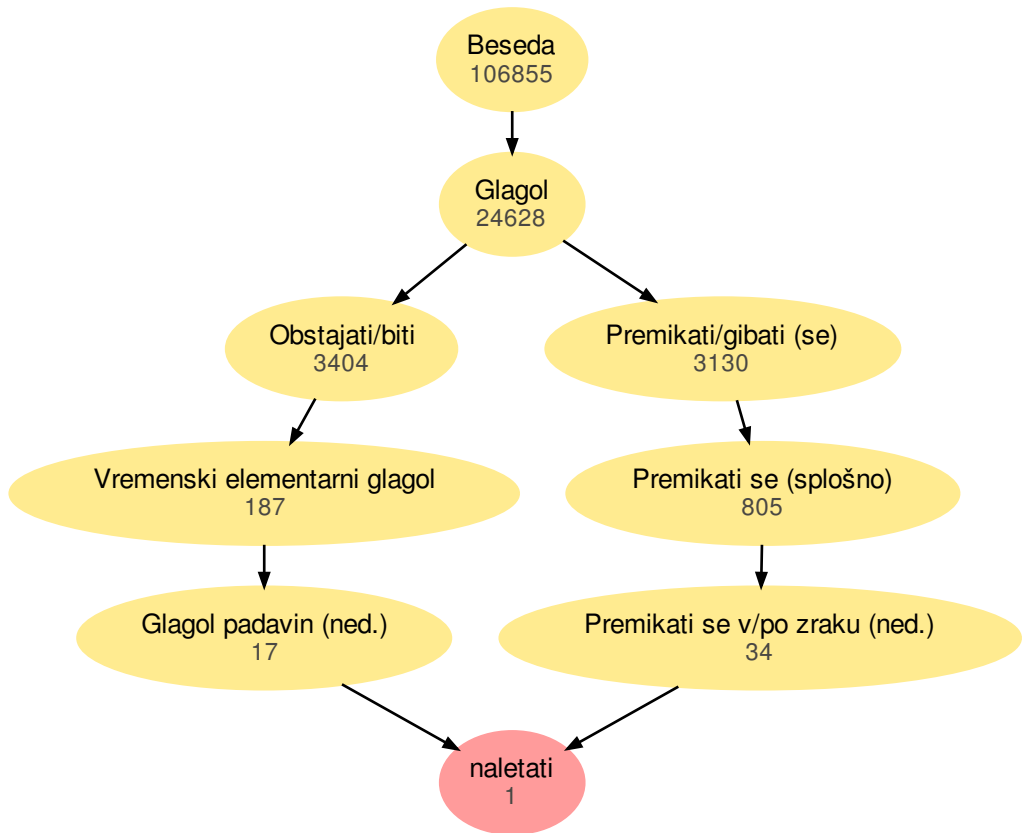 Beseda
106855
Glagol
24628
Obstajati/biti
3404
Premikati/gibati (se)
3130
Vremenski elementarni glagol
187
Premikati se (splošno)
805
Glagol padavin (ned.)
17
Premikati se v/po zraku (ned.)
34
naletati
1